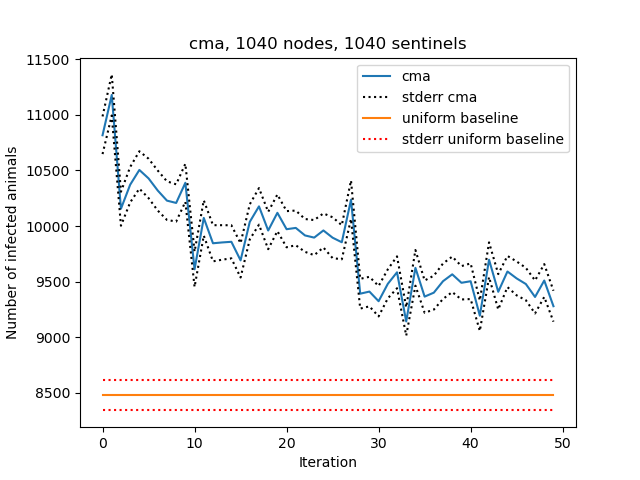 cma, 1040 nodes, 1040 sentinels
cma
stderr cma
uniform baseline
stderr uniform baseline
Number of infected animals
11500
11000
10500
10000
9500
9000
8500
0 10 20 30 40 50
Iteration